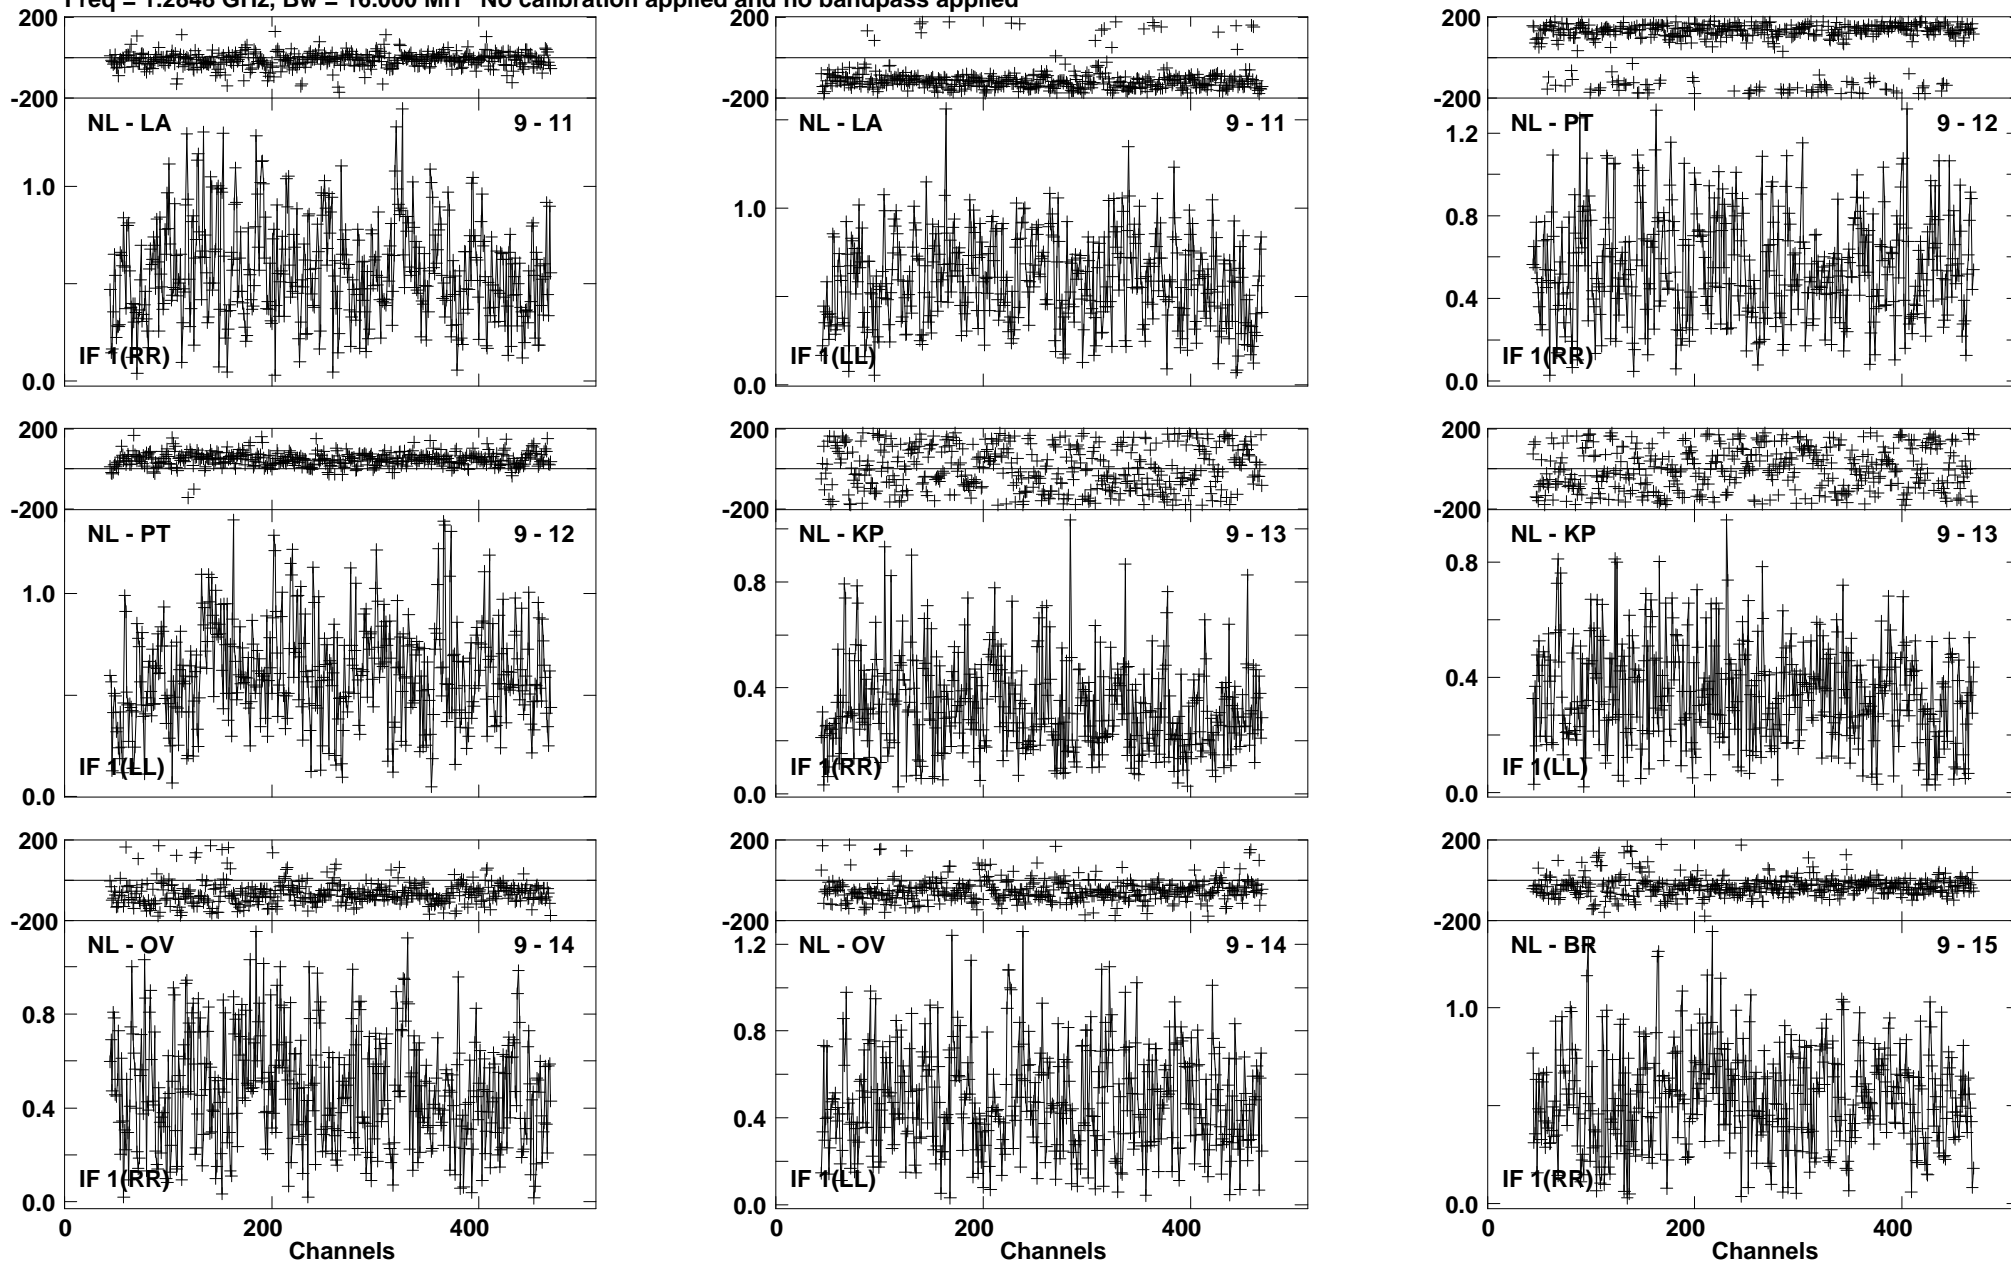 Freq = 1.2848 GHz, Bw = 16.000 MH No calibration applied and no bandpass applied
200
-200
NL - LA 9 - 11
1.0
IF 1(RR)
0.0
NL - LA 9 - 11
1.0
IF 1(LL)
0.0
200
-200
NL - PT 9 - 12
1.2
0.8
0.4
IF 1(RR)
0.0
200
-200
NL - PT 9 - 12
1.0
IF 1(LL)
0.0
200
-200
NL - KP 9 - 13
0.8
0.4
IF 1(RR)
0.0
200
-200
NL - KP 9 - 13
0.8
0.4
IF 1(LL)
0.0
200
-200
NL - OV 9 - 14
0.8
0.4
IF 1(RR)
0.0
0 200 400
Channels
200
-200
NL - OV 9 - 14
1.2
0.8
0.4
IF 1(LL)
0.0
200
-200
NL - BR 9 - 15
1.0
IF 1(RR)
0.0
0 200 400
Channels
200
-200